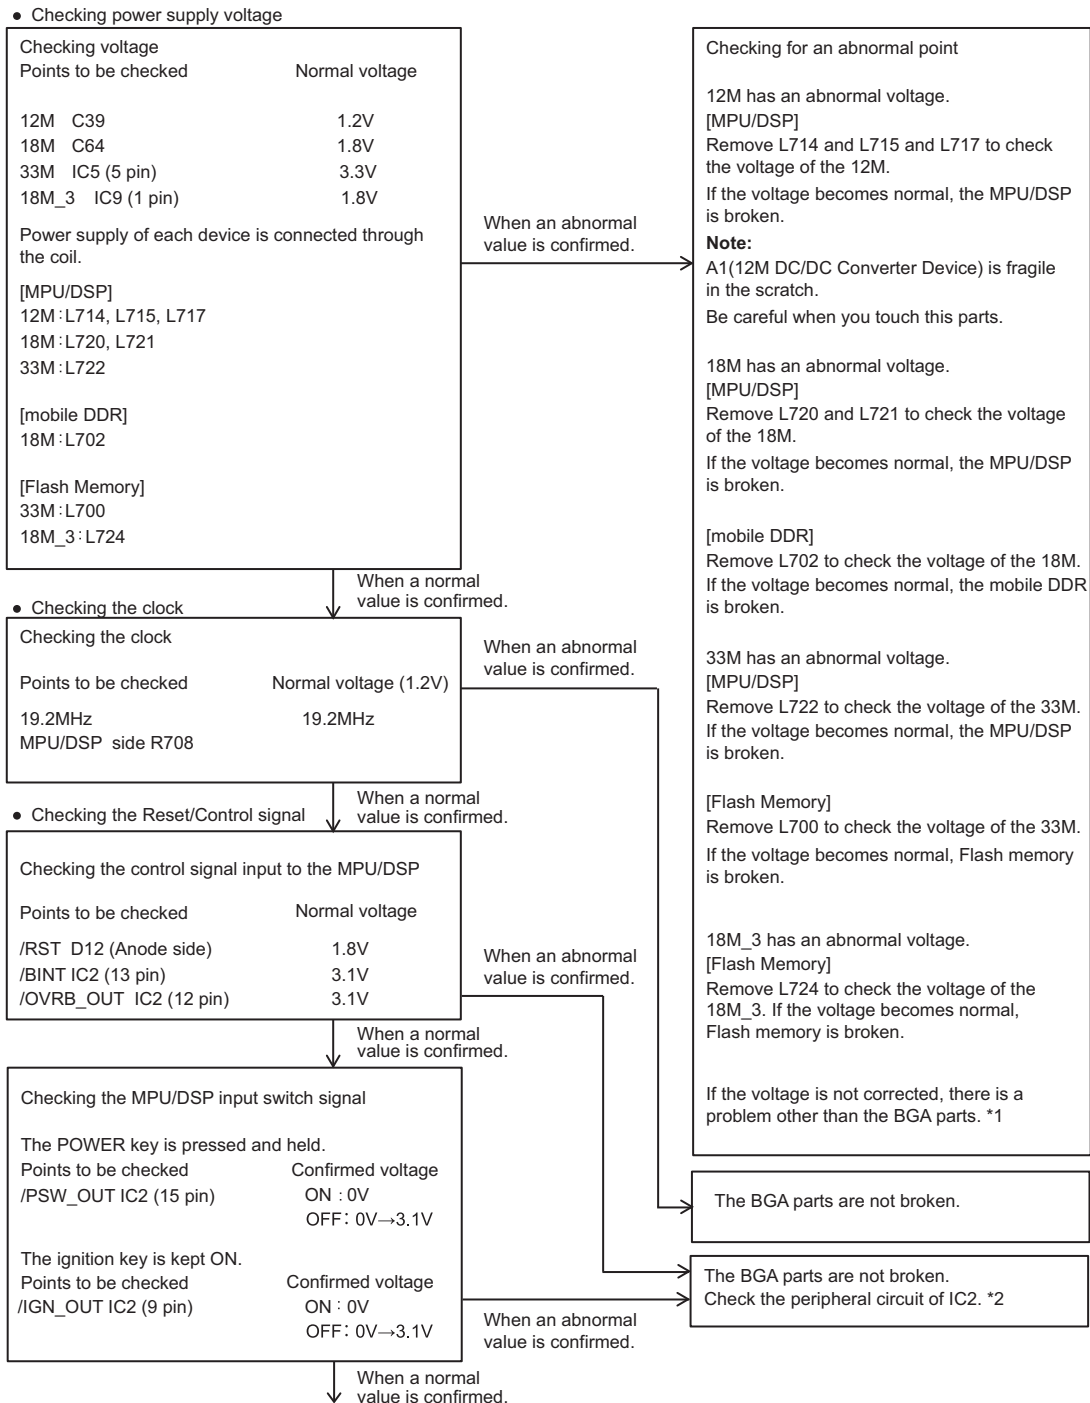 ● Checking power supply voltage
Checking voltage
Points to be checked Normal voltage
12M C39 1.2V
18M C64 1.8V
33M IC5 (5 pin) 3.3V
18M_3 IC9 (1 pin) 1.8V
Power supply of each device is connected through
the coil.
[MPU/DSP]
12M:L714, L715, L717
18M:L720, L721
33M:L722
[mobile DDR]
18M:L702
[Flash Memory]
33M:L700
18M_3:L724
When an abnormal
value is confirmed.
Checking for an abnormal point
12M has an abnormal voltage.
[MPU/DSP]
Remove L714 and L715 and L717 to check
the voltage of the 12M.
If the voltage becomes normal, the MPU/DSP
is broken.
Note:
A1(12M DC/DC Converter Device) is fragile
in the scratch.
Be careful when you touch this parts.
18M has an abnormal voltage.
[MPU/DSP]
Remove L720 and L721 to check the voltage
of the 18M.
If the voltage becomes normal, the MPU/DSP
is broken.
[mobile DDR]
Remove L702 to check the voltage of the 18M.
If the voltage becomes normal, the mobile DDR
is broken.
33M has an abnormal voltage.
[MPU/DSP]
Remove L722 to check the voltage of the 33M.
If the voltage becomes normal, the MPU/DSP
is broken.
[Flash Memory]
Remove L700 to check the voltage of the 33M.
If the voltage becomes normal, Flash memory
is broken.
18M_3 has an abnormal voltage.
[Flash Memory]
Remove L724 to check the voltage of the
18M_3. If the voltage becomes normal,
Flash memory is broken.
If the voltage is not corrected, there is a
problem other than the BGA parts. *1
When a normal
value is confirmed.
● Checking the clock
Checking the clock
Points to be checked Normal voltage (1.2V)
19.2MHz 19.2MHz
MPU/DSP side R708
When an abnormal
value is confirmed.
The BGA parts are not broken.
When a normal
value is confirmed.
● Checking the Reset/Control signal
Checking the control signal input to the MPU/DSP
Points to be checked Normal voltage
/RST D12 (Anode side) 1.8V
/BINT IC2 (13 pin) 3.1V
/OVRB_OUT IC2 (12 pin) 3.1V
When an abnormal
value is confirmed.
When a normal
value is confirmed.
Checking the MPU/DSP input switch signal
The POWER key is pressed and held.
Points to be checked Confirmed voltage
/PSW_OUT IC2 (15 pin) ON : 0V
OFF: 0V→3.1V
The ignition key is kept ON.
Points to be checked Confirmed voltage
/IGN_OUT IC2 (9 pin) ON : 0V
OFF: 0V→3.1V
When an abnormal
value is confirmed.
The BGA parts are not broken.
Check the peripheral circuit of IC2. *2
When a normal
value is confirmed.